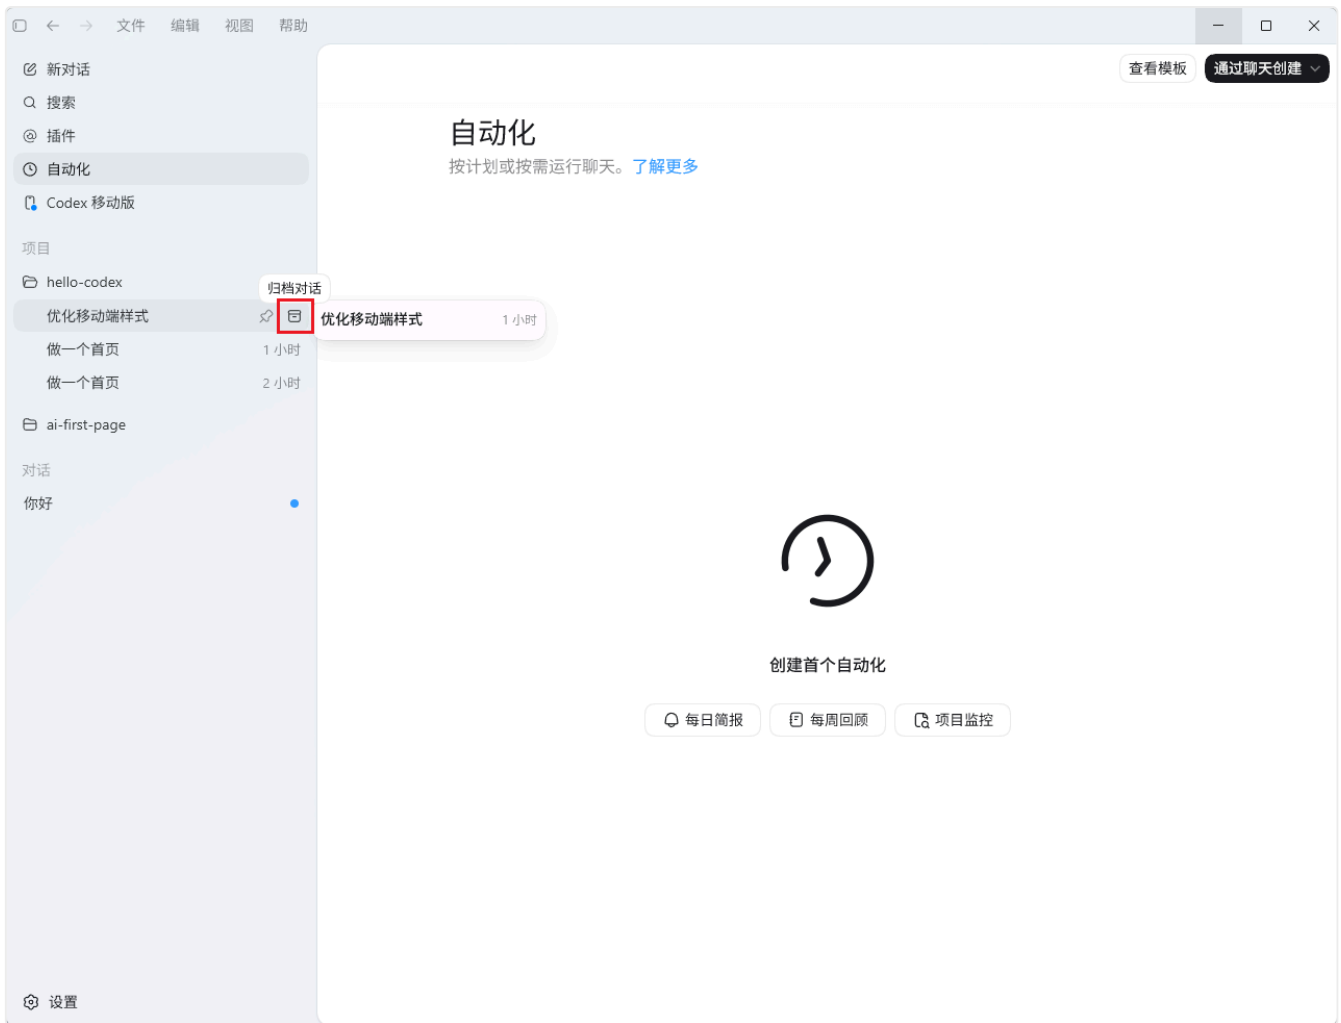 文件 编辑 视图 帮助
新对话
搜索
插件
自动化
Codex 移动版
项目
hello-codex
归档对话
优化移动端样式
做一个首页 1 小时
做一个首页 2 小时
ai-first-page
对话
你好
设置
查看模板 通过聊天创建
自动化
按计划或按需运行聊天。了解更多
优化移动端样式 1 小时
创建首个自动化
每日简报 每周回顾 项目监控